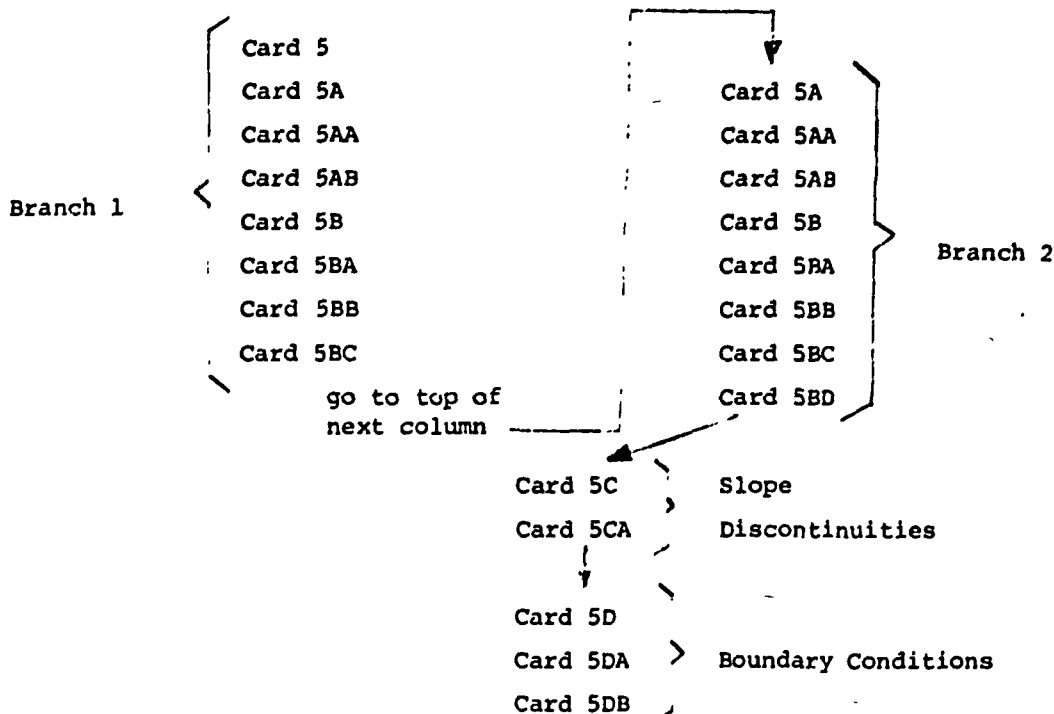 Branch 1
Card 5
Card 5A
Card 5AA
Card 5AB
Card 5B
Card 5BA
Card 5BB
Card 5BC
go to top of
next column
Card 5A
Card 5AA
Card 5AB
Card 5B
Card 5BA
Card 5BB
Card 5BC
Card 5BD
Branch 2
Card 5C
Card 5CA
Slope
Discontinuities
Card 5D
Card 5DA
Card 5DB
Boundary Conditions